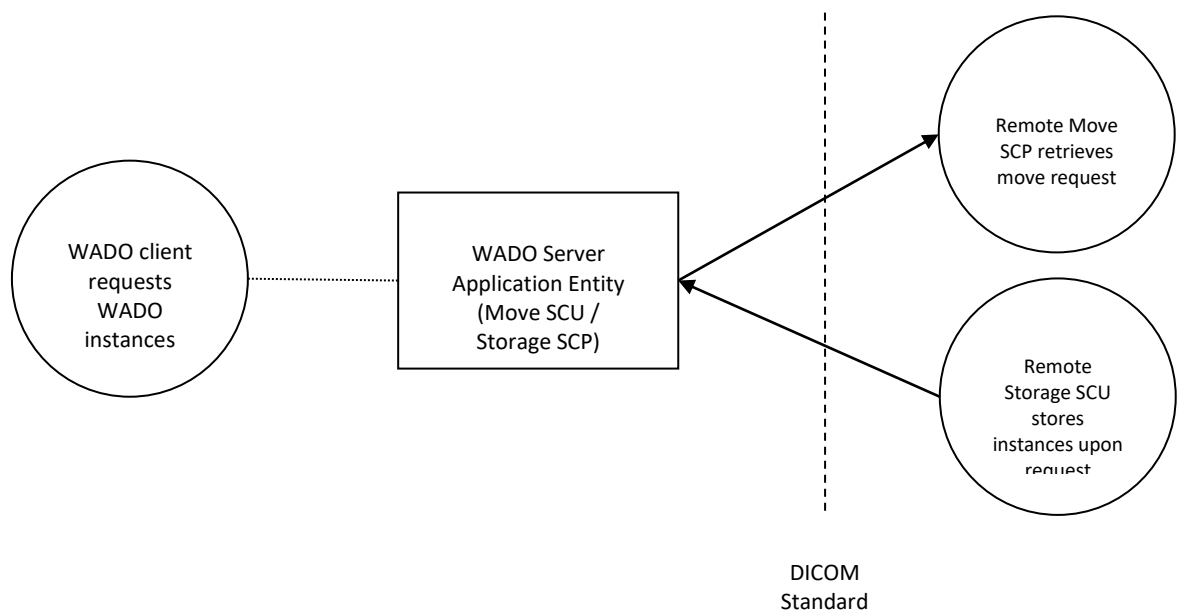 WADO client
requests
WADO
instances
WADO Server
Application Entity
(Move SCU /
Storage SCP)
Remote Move
SCP retrieves
move request
Remote
Storage SCU
stores
instances upon
request
DICOM
Standard